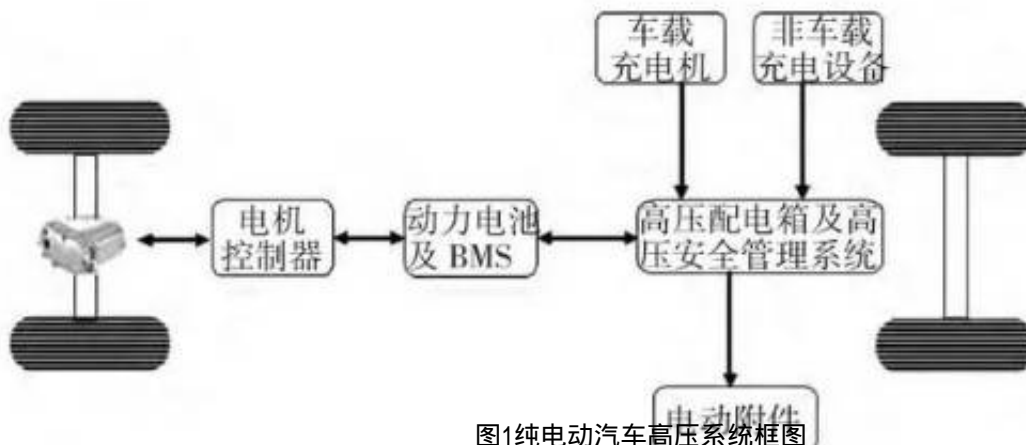 车载
充电机
非车载
充电设备
电机
控制器
动力电池
及 BMS
高压配电箱及高
压安全管理系统
电动附件
图1纯电动汽车高压系统框图